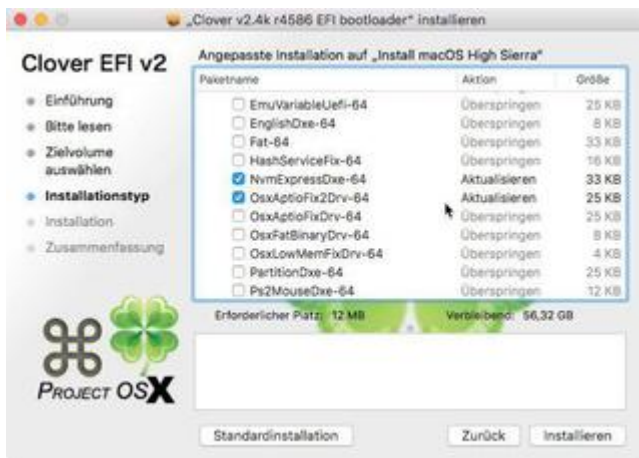 „Clover v2.4k r4586 EFI bootloader“ installieren
Clover EFI v2
Angepasste Installation auf „Install macOS High Sierra“
Paketname Aktion Größe
Einführung
Bitte lesen
Zielvolume
auswählen
Installationstyp
Installation
Zusammenfassung
EmuVariableUefi-64 Überspringen 25 KB
EnglishDxe-64 Überspringen 8 KB
Fat-64 Überspringen 33 KB
HashServiceFix-64 Überspringen 16 KB
NvmExpressDxe-64 Aktualisieren 33 KB
OsxAptioFix2Drv-64 Aktualisieren 25 KB
OsxAptioFixDrv-64 Überspringen 25 KB
OsxFatBinaryDrv-64 Überspringen 8 KB
OsxLowMemFixDrv-64 Überspringen 4 KB
PartitionDxe-64 Überspringen 25 KB
Ps2MouseDxe-64 Überspringen 12 KB
Erforderlicher Platz: 12 MB Verbleibend: 56,32 GB
PROJECT OSX
Standardinstallation Zurück Installieren